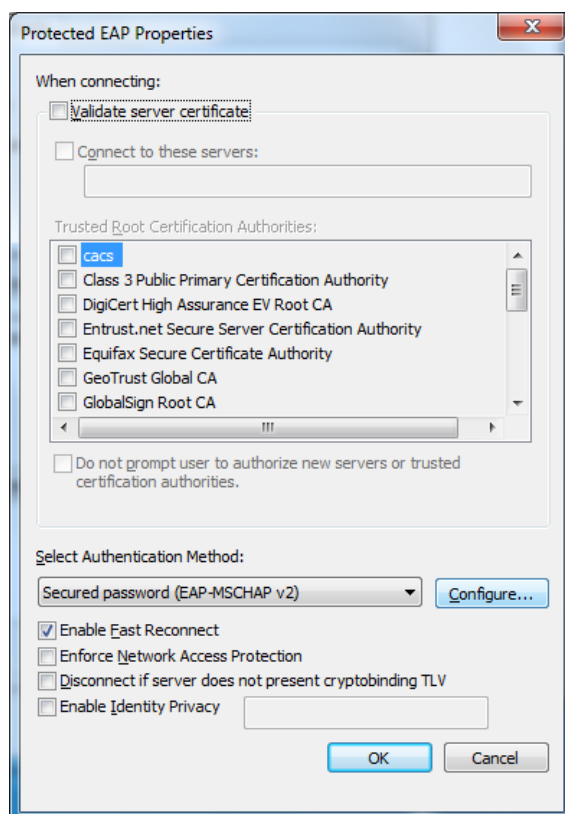 Protected EAP Properties
When connecting:
Validate server certificate
Connect to these servers:
Trusted Root Certification Authorities:
cacs
Class 3 Public Primary Certification Authority
DigiCert High Assurance EV Root CA
Entrust.net Secure Server Certification Authority
Equifax Secure Certificate Authority
GeoTrust Global CA
GlobalSign Root CA
Do not prompt user to authorize new servers or trusted
certification authorities.
Select Authentication Method:
Secured password (EAP-MSCHAP v2) Configure...
Enable Fast Reconnect
Enforce Network Access Protection
Disconnect if server does not present cryptobinding TLV
Enable Identity Privacy
OK Cancel